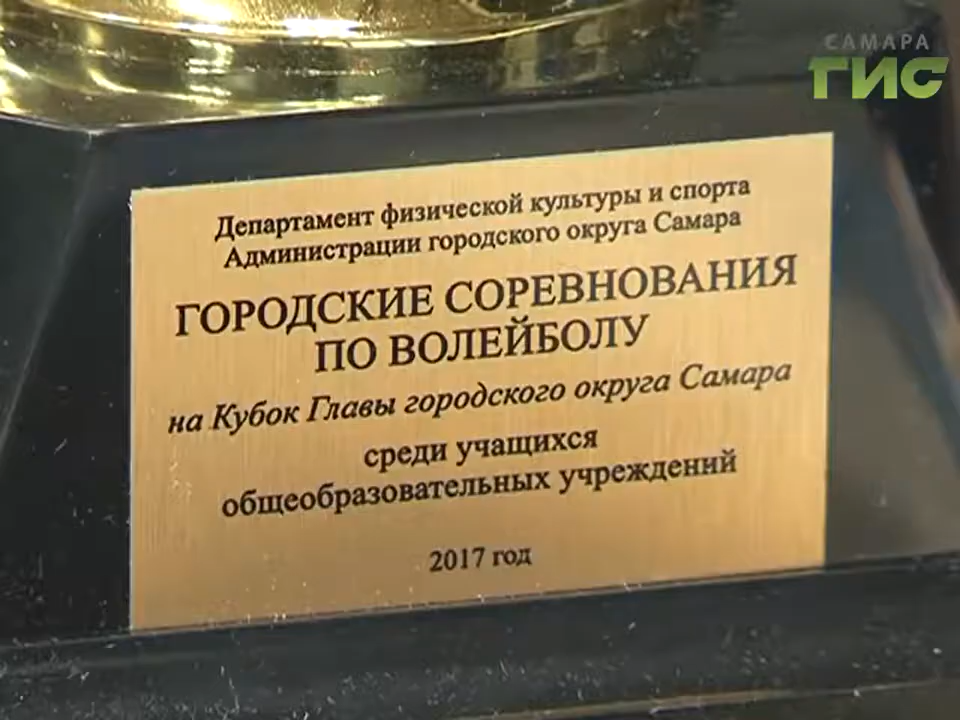 САМАРА
ГИС
Департамент физической культуры и спорта
Администрации городского округа Самара
ГОРОДСКИЕ СОРЕВНОВАНИЯ
ПО ВОЛЕЙБОЛУ
на Кубок Главы городского округа Самара
среди учащихся
общеобразовательных учреждений
2017 год